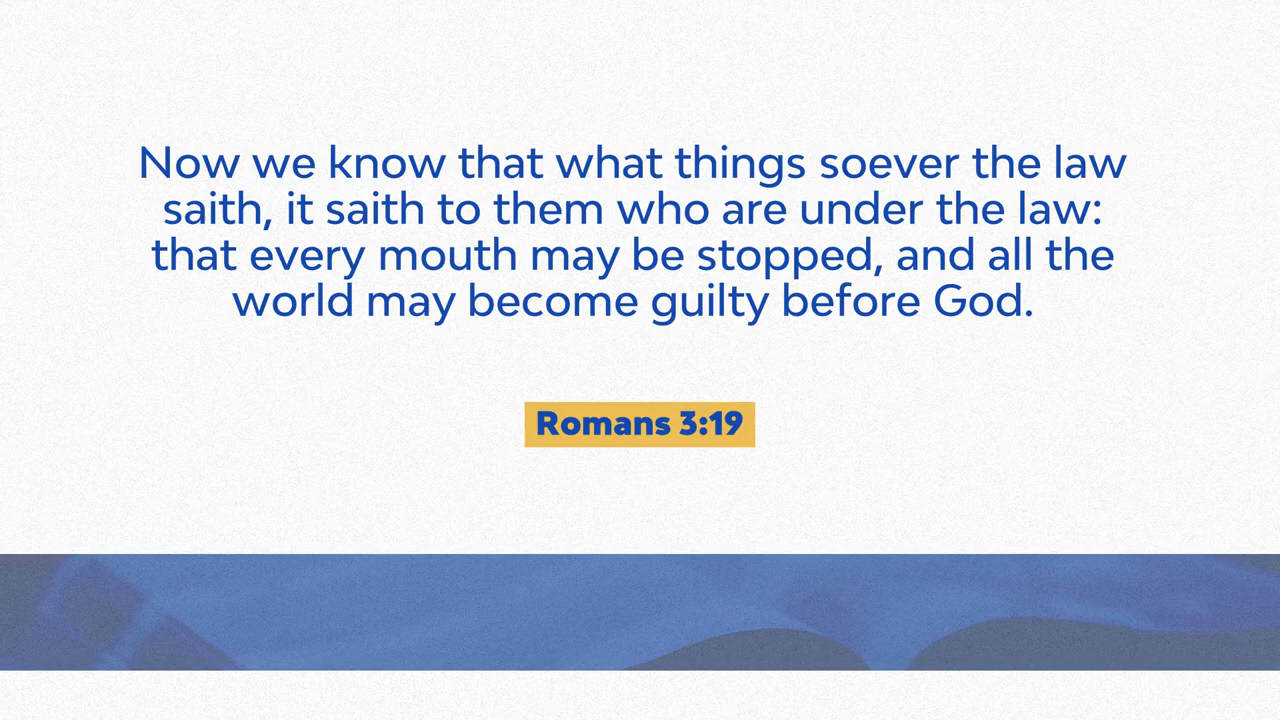 Now we know that what things soever the law
saith, it saith to them who are under the law:
that every mouth may be stopped, and all the
world may become guilty before God.
Romans 3:19